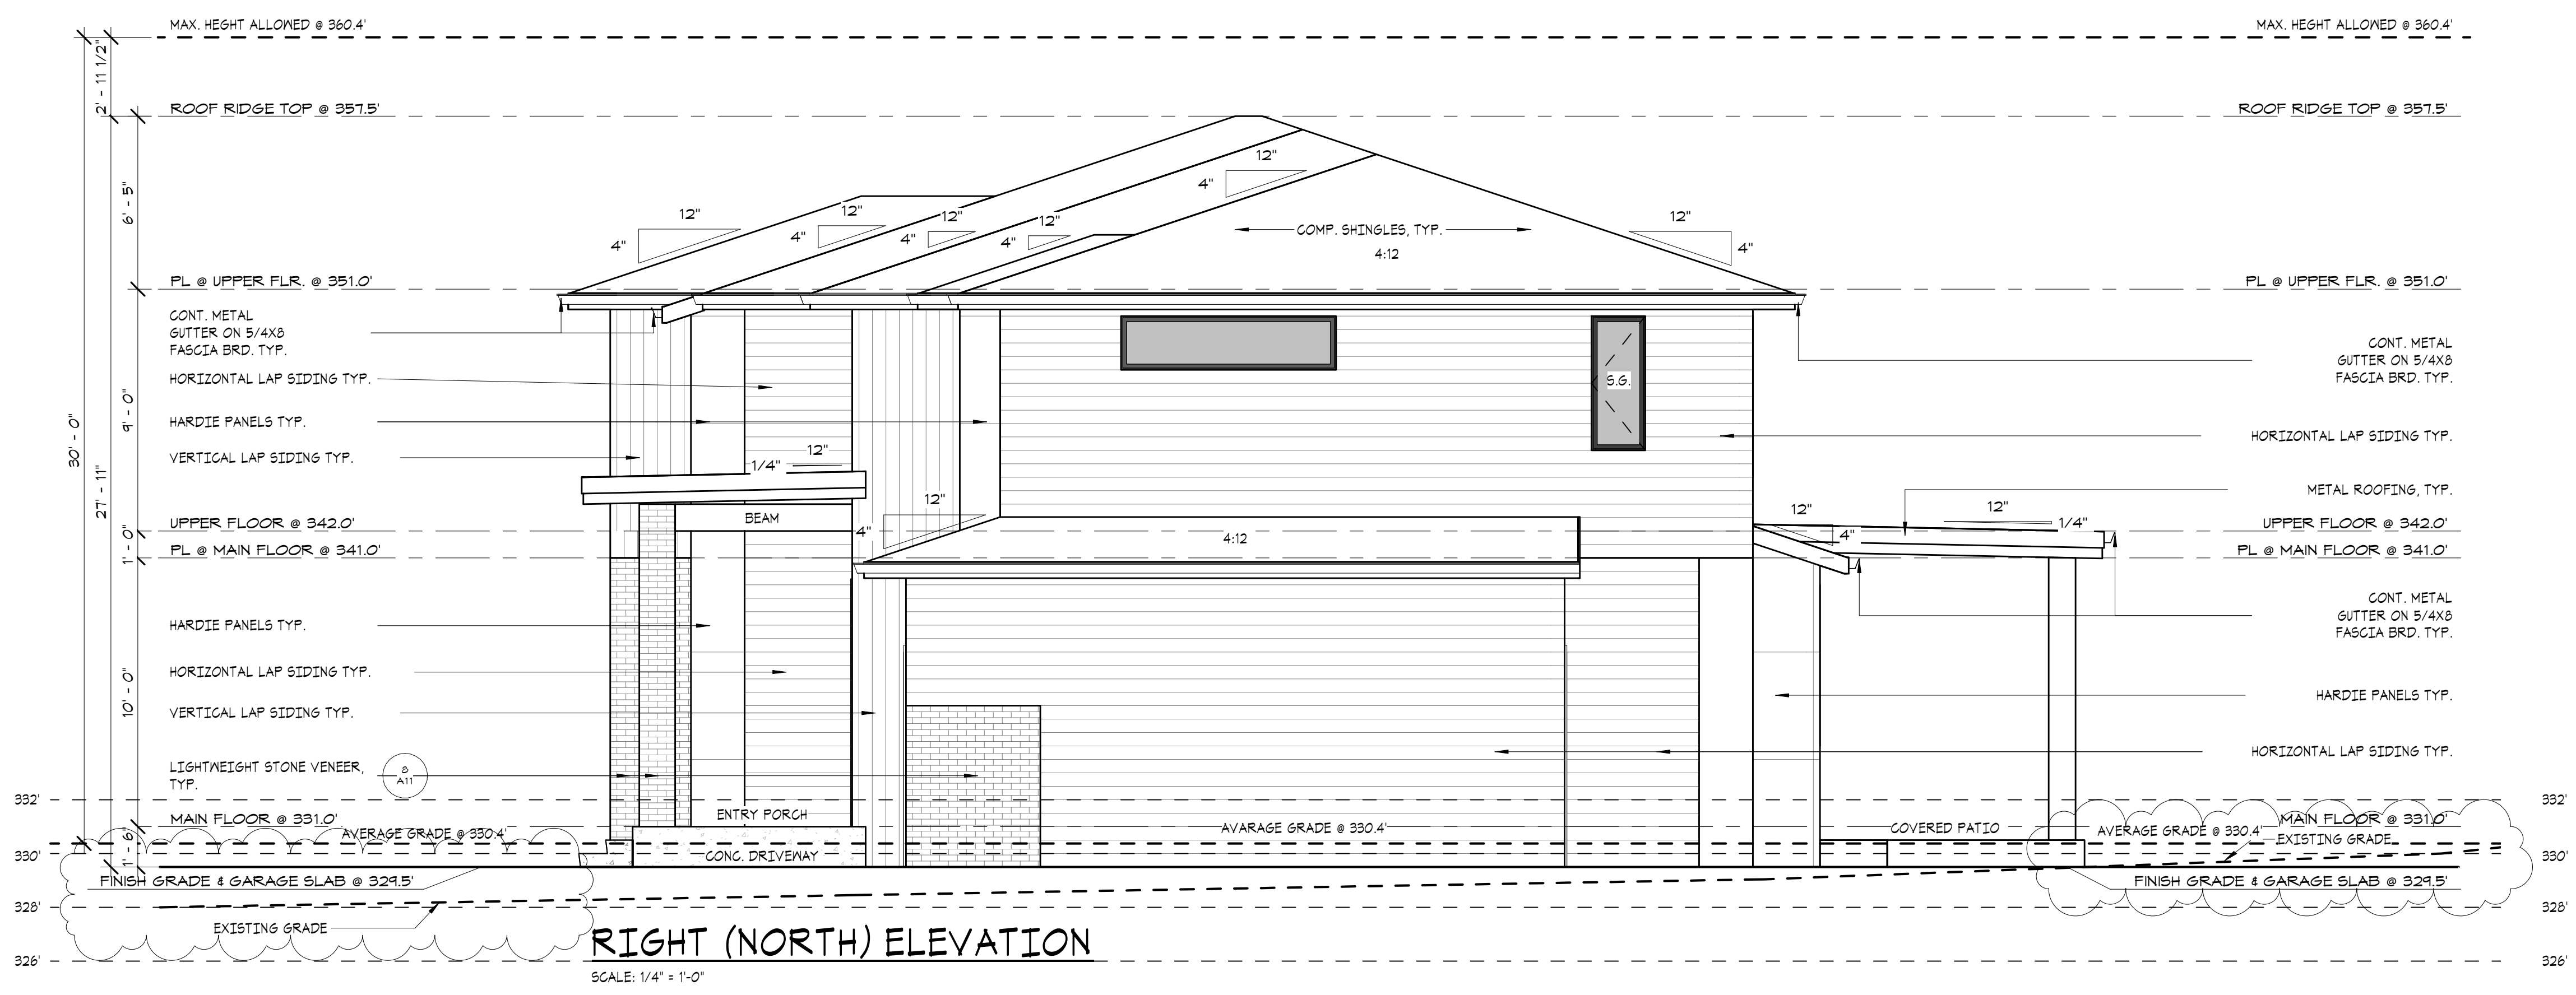 MAX. HEGHT ALLOWED @ 360.4'
MAX. HEGHT ALLOWED @ 360.4'
2' - 11 1/2"
ROOF RIDGE TOP @ 357.5'
ROOF RIDGE TOP @ 357.5'
6' - 5"
12"
4"
12"
4"
12"
4"
12"
4"
12"
4"
12"
4"
COMP. SHINGLES, TYP.
4:12
PL @ UPPER FLR. @ 351.0'
PL @ UPPER FLR. @ 351.0'
CONT. METAL
GUTTER ON 5/4X8
FASCIA BRD. TYP.
CONT. METAL
GUTTER ON 5/4X8
FASCIA BRD. TYP.
HORIZONTAL LAP SIDING TYP.
S.G.
30' - 0"
27' - 11"
9' - 0"
HARDIE PANELS TYP.
HORIZONTAL LAP SIDING TYP.
VERTICAL LAP SIDING TYP.
12"
1/4"
METAL ROOFING, TYP.
12"
4"
12"
4"
12"
1/4"
UPPER FLOOR @ 342.0'
BEAM
UPPER FLOOR @ 342.0'
1' - 0"
4:12
PL @ MAIN FLOOR @ 341.0'
PL @ MAIN FLOOR @ 341.0'
CONT. METAL
GUTTER ON 5/4X8
FASCIA BRD. TYP.
HARDIE PANELS TYP.
10' - 0"
HORIZONTAL LAP SIDING TYP.
HARDIE PANELS TYP.
VERTICAL LAP SIDING TYP.
HORIZONTAL LAP SIDING TYP.
LIGHTWEIGHT STONE VENEER,
TYP.
8
A11
332'
332'
MAIN FLOOR @ 331.0'
ENTRY PORCH
MAIN FLOOR @ 331.0'
1' - 6"
AVERAGE GRADE @ 330.4'
AVARAGE GRADE @ 330.4'
COVERED PATIO
AVERAGE GRADE @ 330.4'
EXISTING GRADE
330'
CONC. DRIVEWAY
330'
FINISH GRADE & GARAGE SLAB @ 329.5'
FINISH GRADE & GARAGE SLAB @ 329.5'
328'
328'
EXISTING GRADE
RIGHT (NORTH) ELEVATION
326'
326'
SCALE: 1/4" = 1'-0"